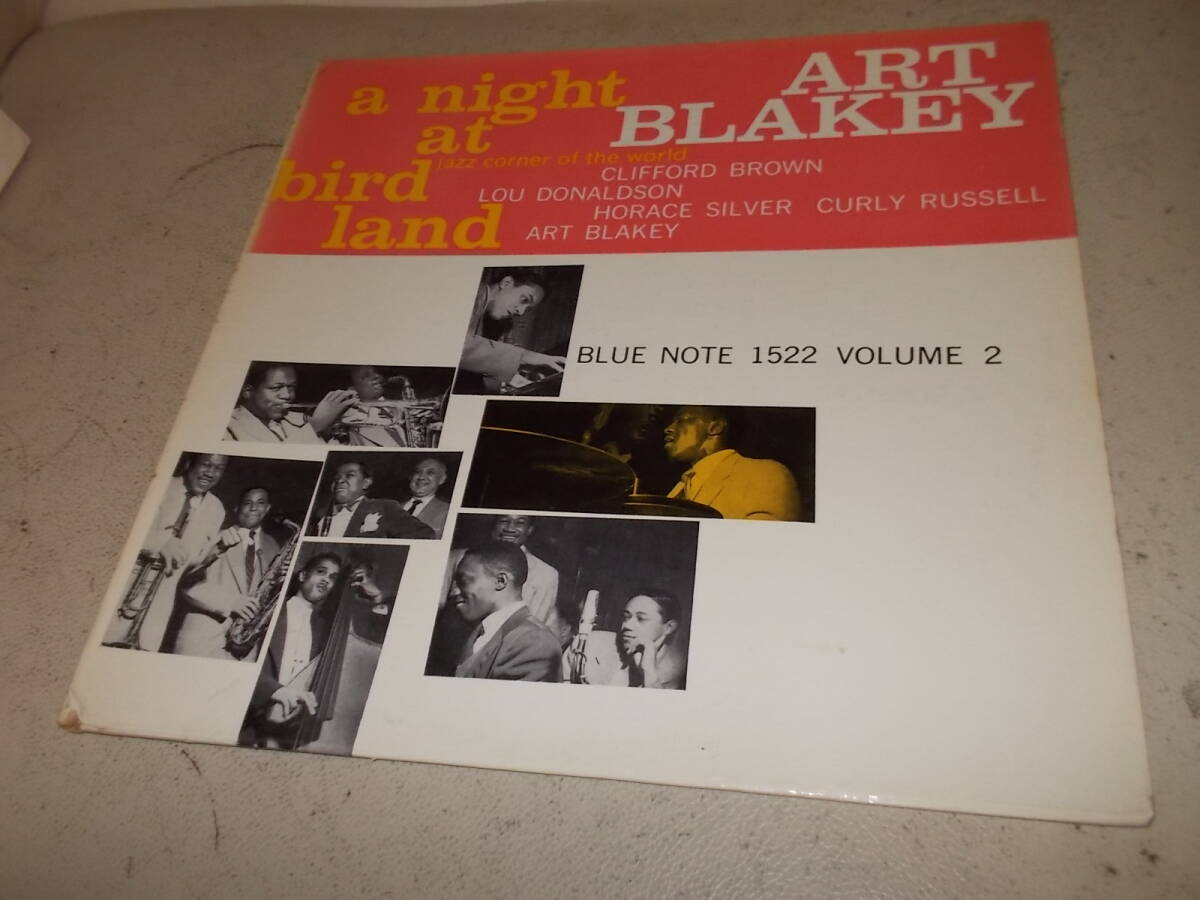 a night
at
bird
land
jazz corner of the world
ART
BLAKEY
CLIFFORD BROWN
LOU DONALDSON
HORACE SILVER CURLY RUSSELL
ART BLAKEY
BLUE NOTE 1522 VOLUME 2